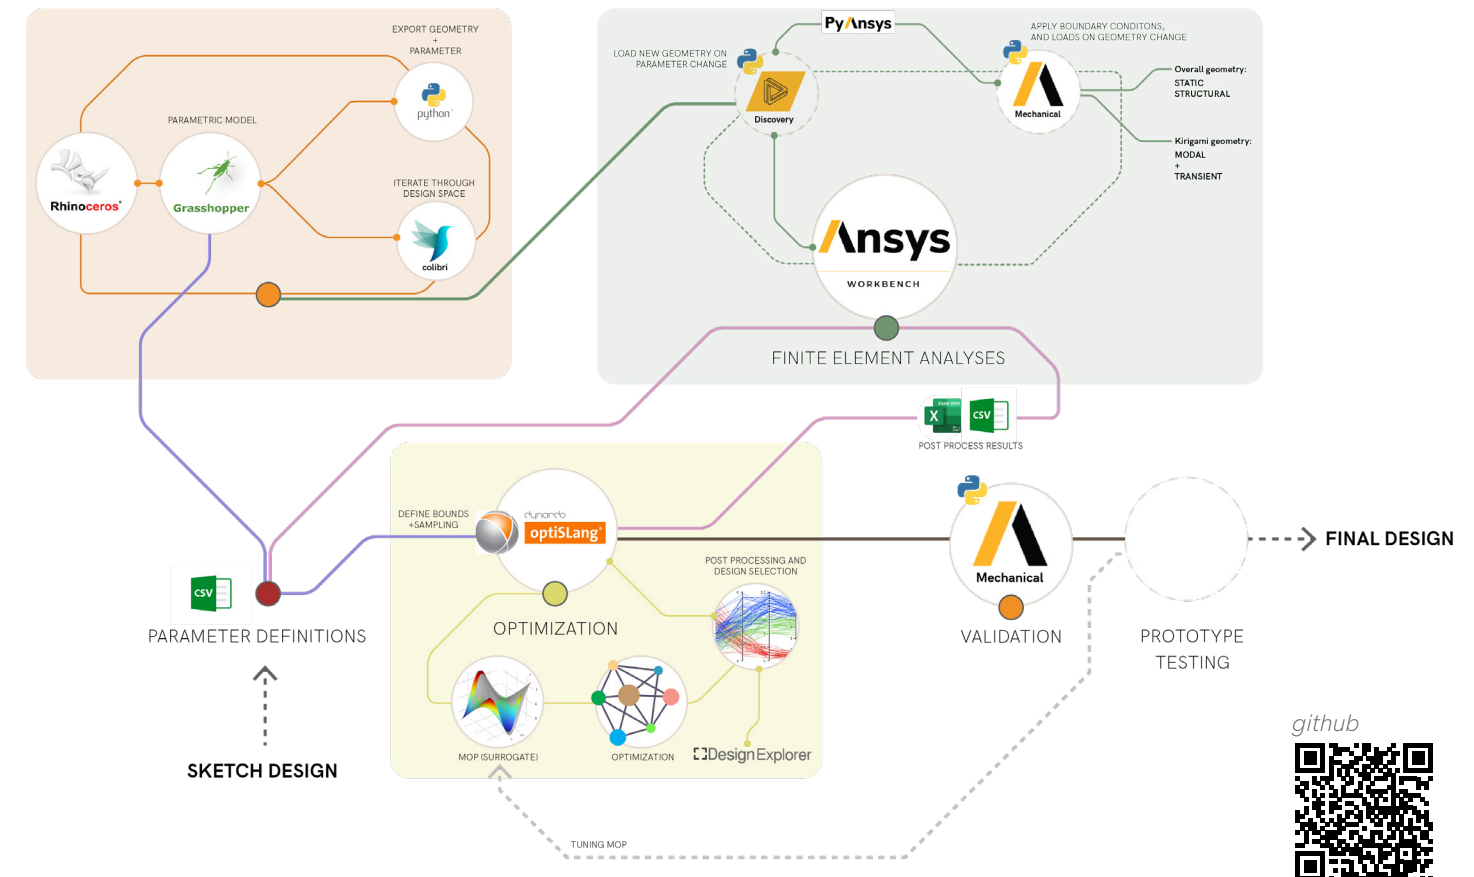 EXPORT GEOMETRY
+
PARAMETER
python
PARAMETRIC MODEL
Rhinoceros
Grasshopper
ITERATE THROUGH
DESIGN SPACE
colibri
PyAnsys
LOAD NEW GEOMETRY ON
PARAMETER CHANGE
Discovery
APPLY BOUNDARY CONDITONS,
AND LOADS ON GEOMETRY CHANGE
Mechanical
Overall geometry:
STATIC
STRUCTURAL
Kirigami geometry:
MODAL
+
TRANSIENT
Ansys
WORKBENCH
FINITE ELEMENT ANALYSES
X
CSV
POST PROCESS RESULTS
DEFINE BOUNDS
+SAMPLING
dynardo
optiSLang
OPTIMIZATION
POST PROCESSING AND
DESIGN SELECTION
MOP (SURROGATE)
OPTIMIZATION
DesignExplorer
CSV
PARAMETER DEFINITIONS
SKETCH DESIGN
Mechanical
VALIDATION
PROTOTYPE
TESTING
FINAL DESIGN
TUNING MOP
github